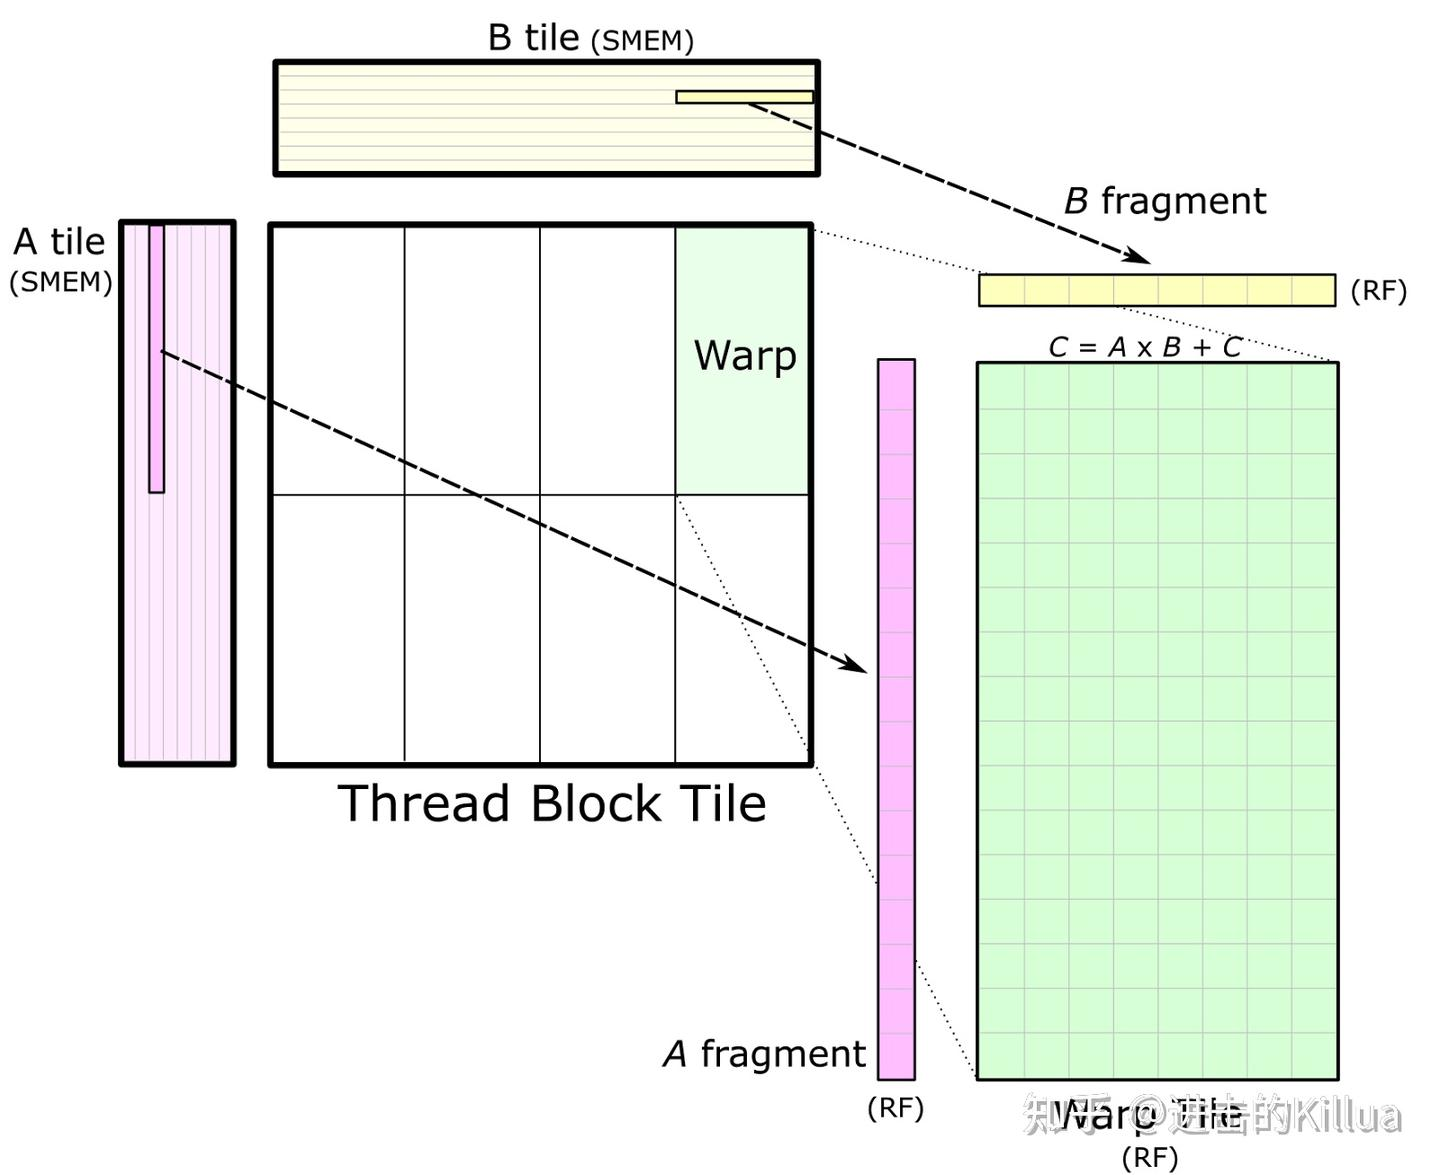 B tile (SMEM)
B fragment
A tile
(SMEM)
(RF)
C = A x B + C
Warp
Thread Block Tile
A fragment
(RF)
Warp Tile
知乎 @进击的Killua
(RF)